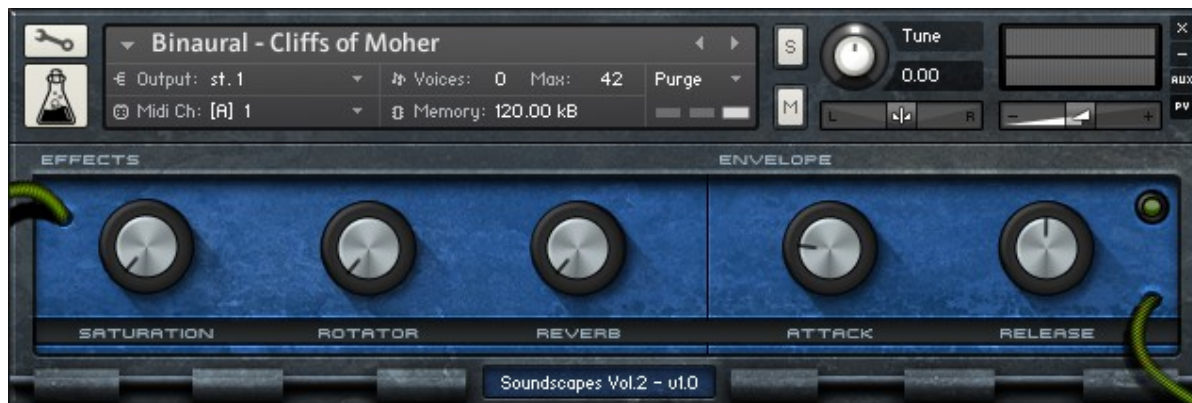 Binaural - Cliffs of Moher
S
Tune
0.00
X
-
AUX
PV
Output: st. 1
Voices: 0 Max: 42
Purge
Midi Ch: [A] 1
Memory: 120.00 kB
M
L R
- +
EFFECTS
ENVELOPE
SATURATION
ROTATOR
REVERB
ATTACK
RELEASE
Soundscapes Vol.2 - v1.0